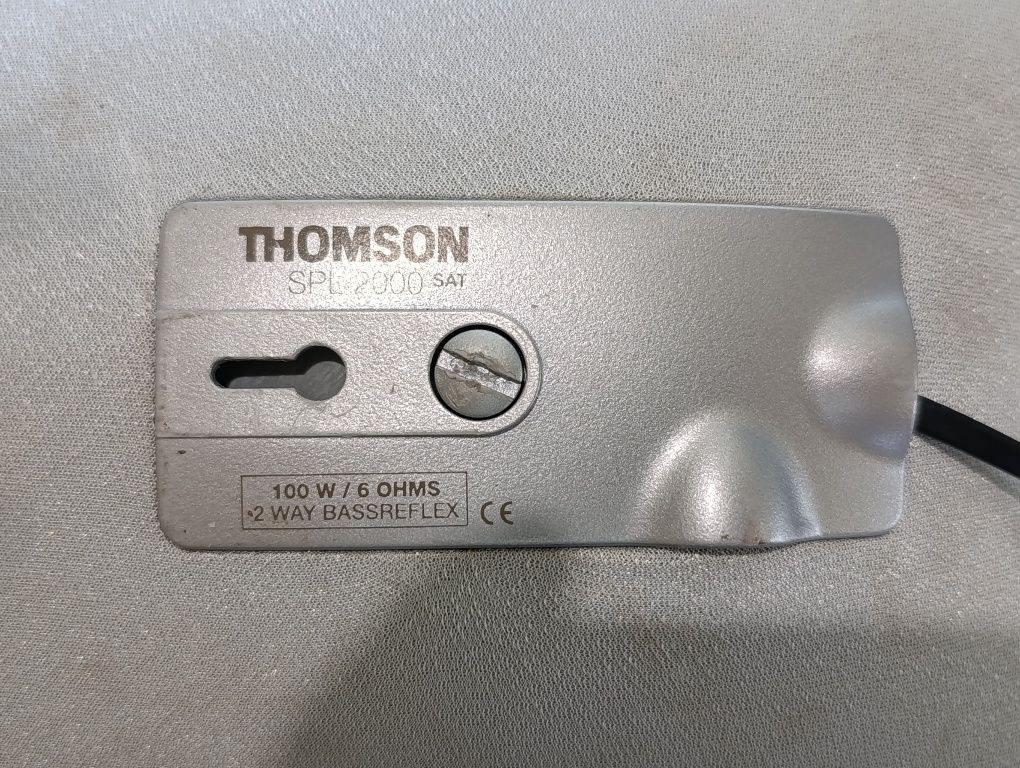 THOMSON
SPL 2000 SAT
100 W / 6 OHMS
2 WAY BASSREFLEX
CE